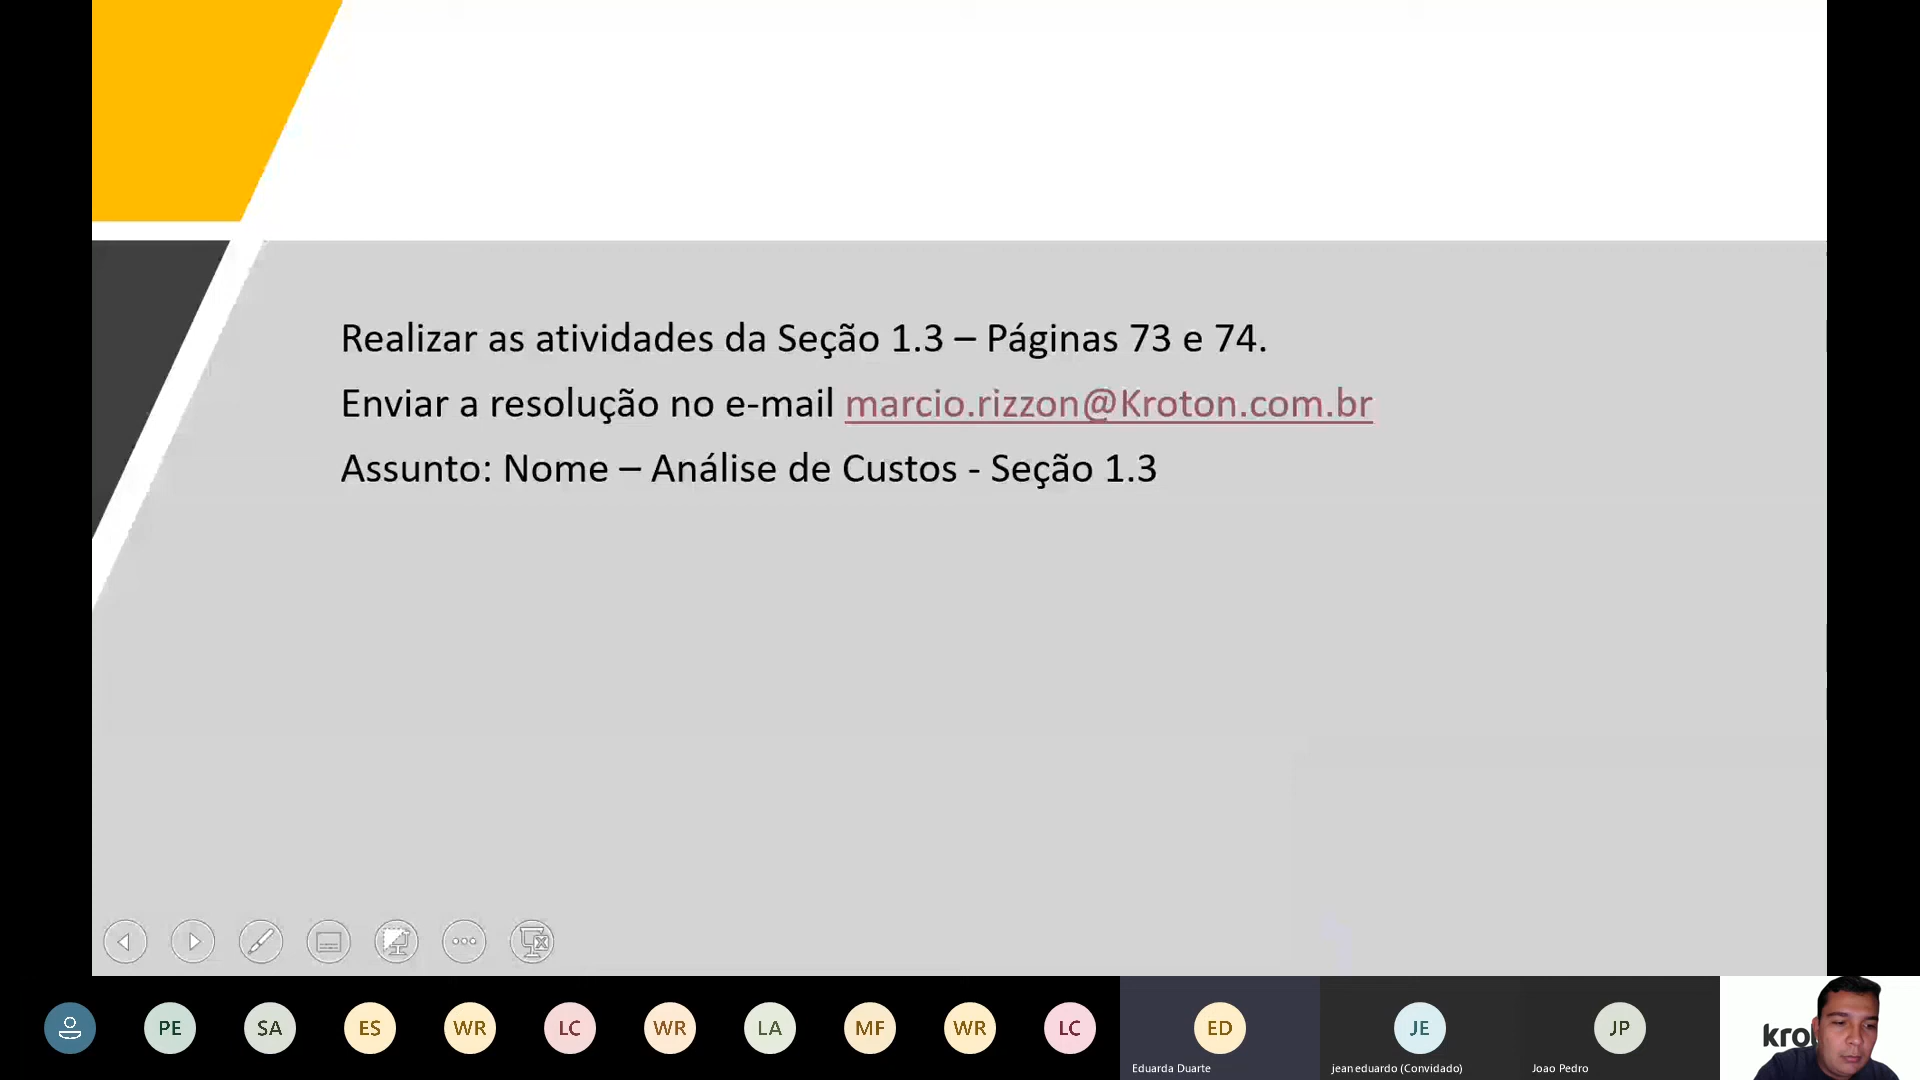 Realizar as atividades da Seção 1.3 – Páginas 73 e 74.
Enviar a resolução no e-mail marcio.rizzon@Kroton.com.br
Assunto: Nome – Análise de Custos - Seção 1.3
PE SA ES WR LC WR LA MF WR LC ED JE JP
Eduarda Duarte jean eduardo (Convidado) Joao Pedro